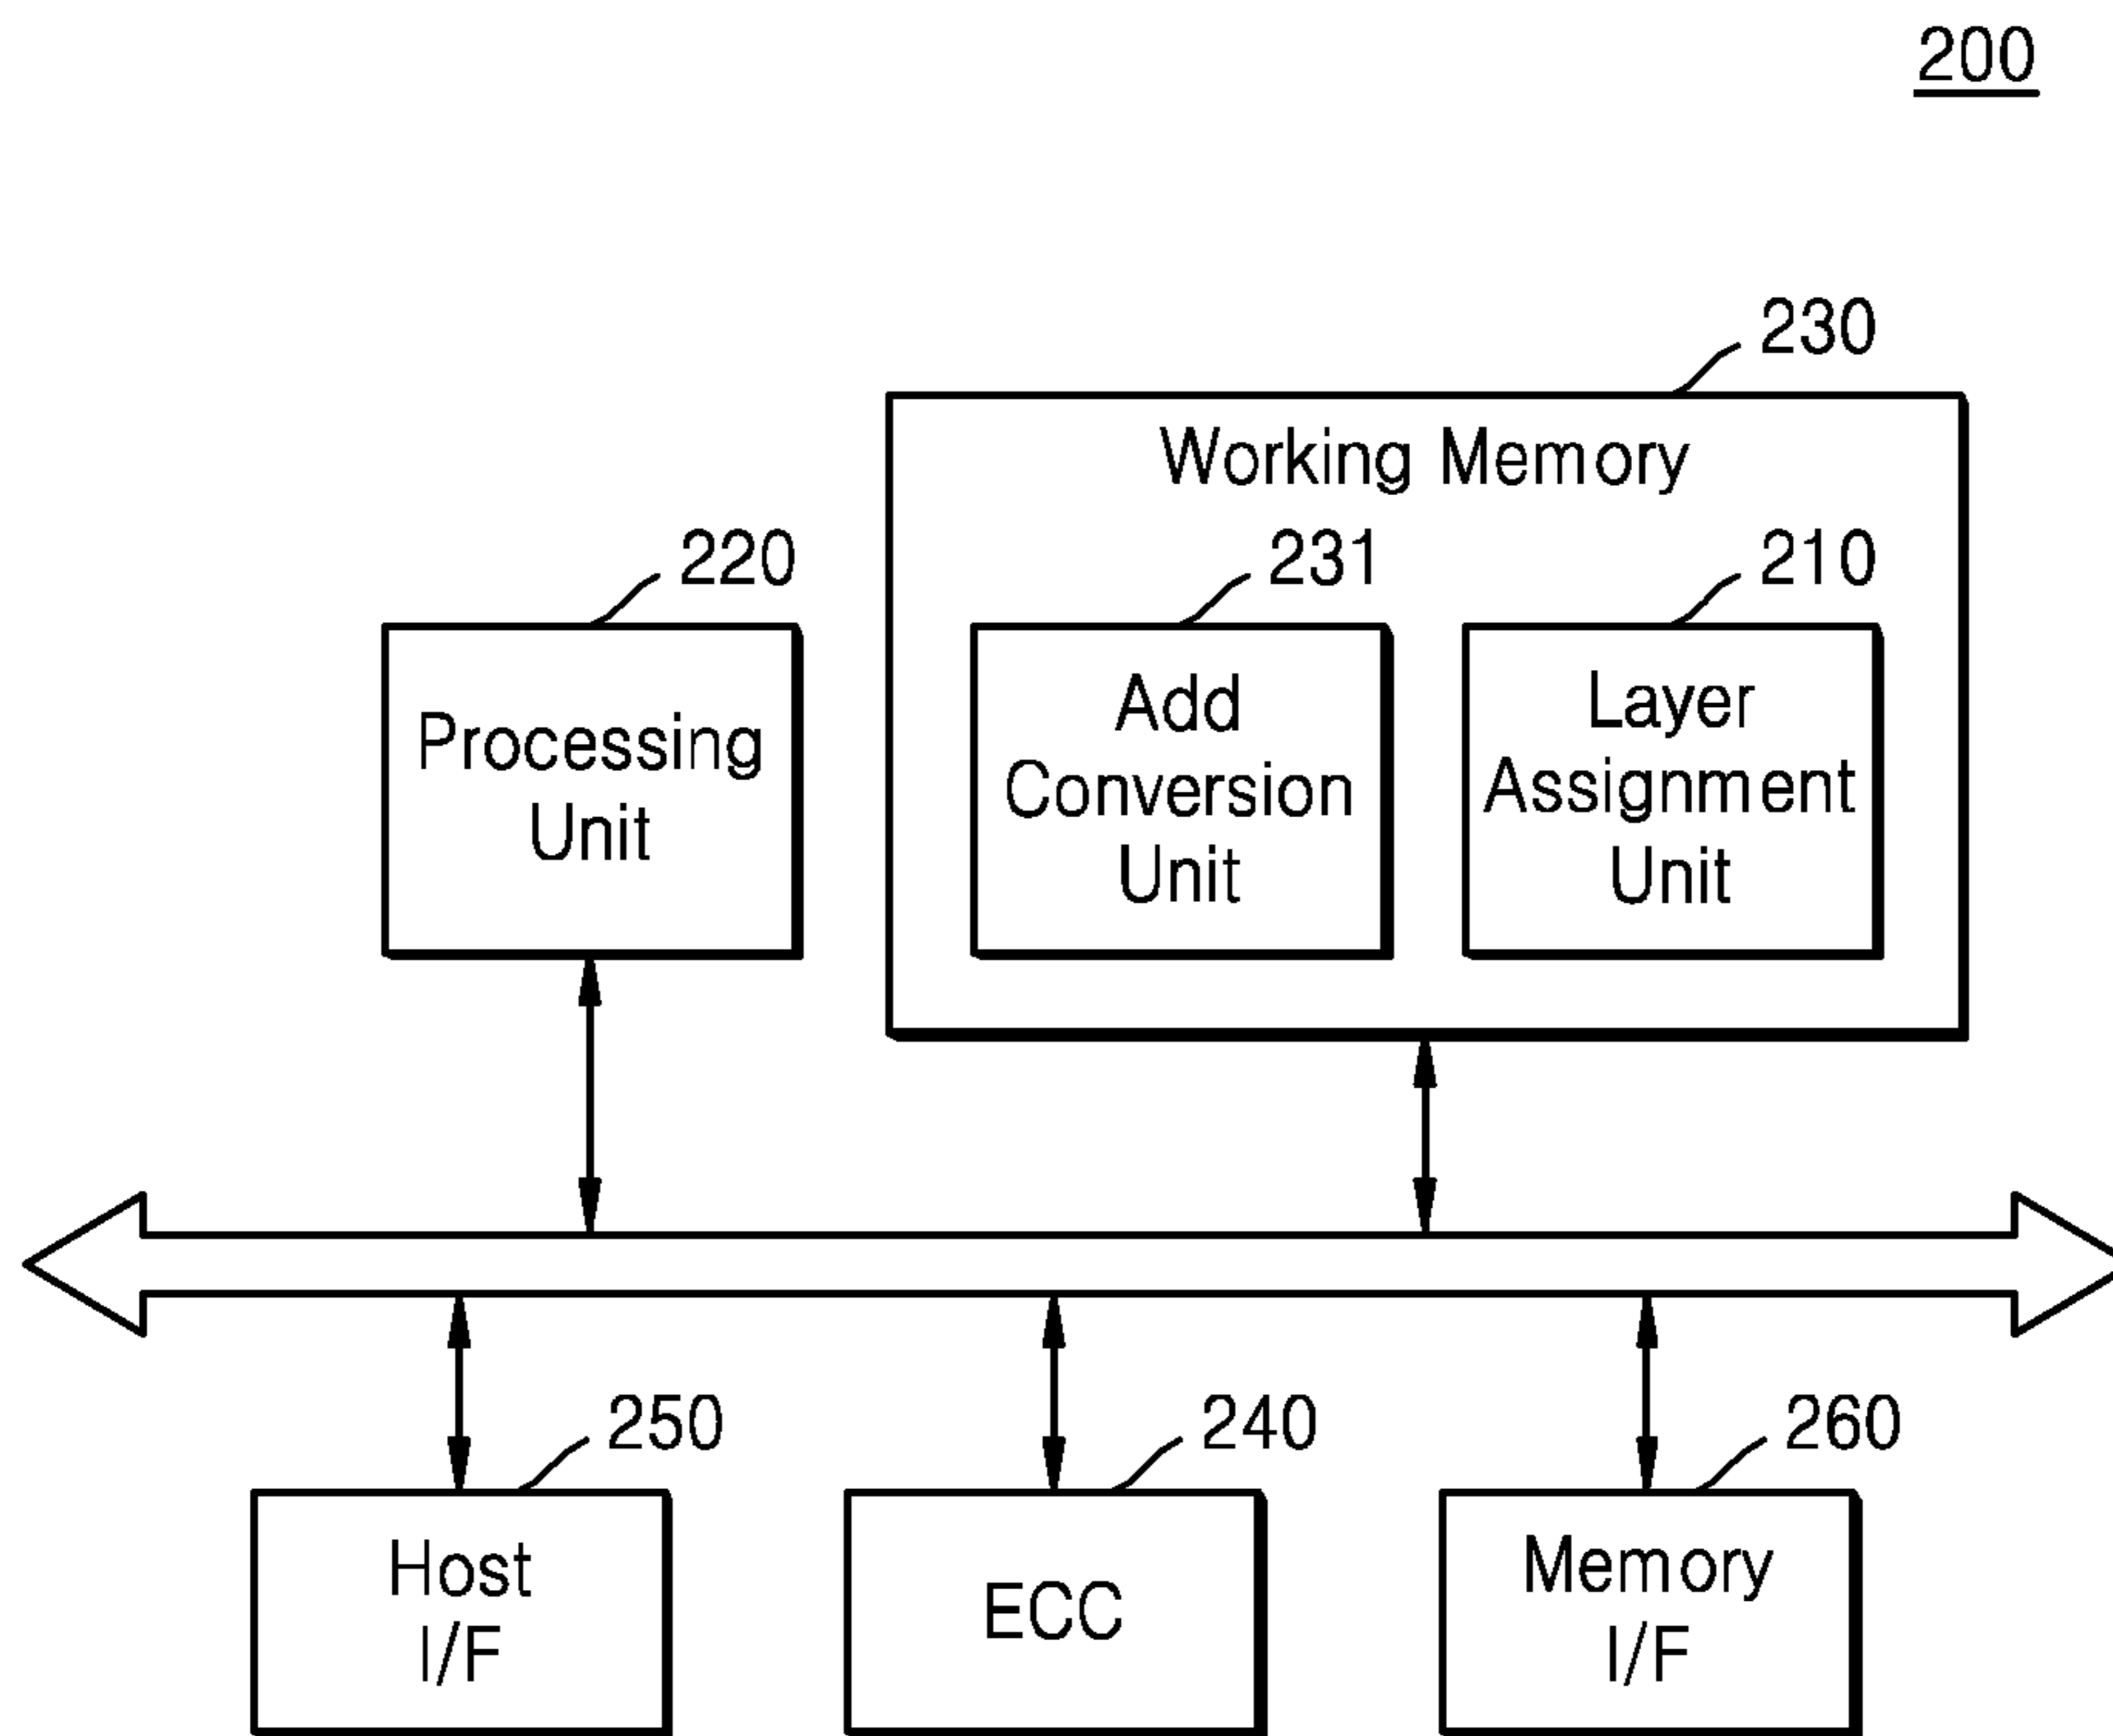 200
230
Working Memory
220
231
210
Processing
Unit
Add
Conversion
Unit
Layer
Assignment
Unit
250
240
260
Host
I/F
ECC
Memory
I/F